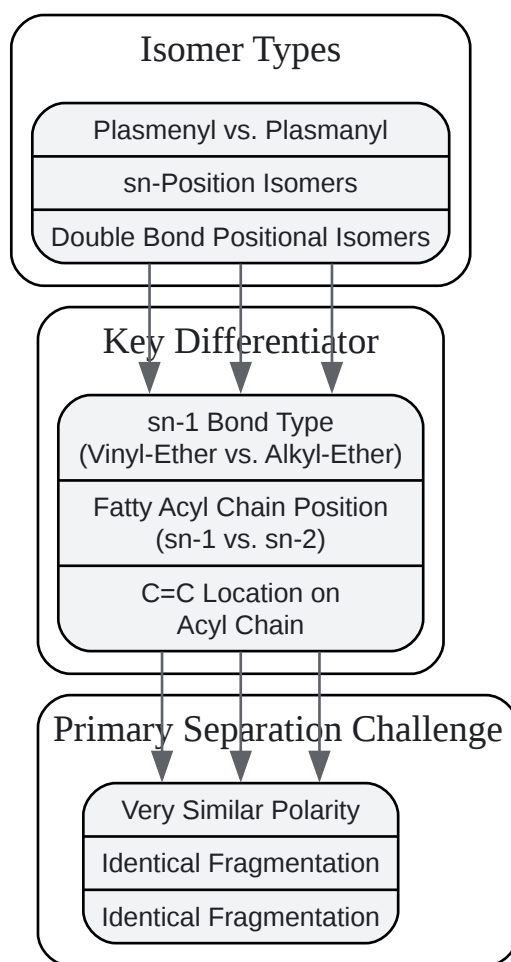 Isomer Types
Plasmenyl vs. Plasmanyl
sn-Position Isomers
Double Bond Positional Isomers
Key Differentiator
sn-1 Bond Type
(Vinyl-Ether vs. Alkyl-Ether)
Fatty Acyl Chain Position
(sn-1 vs. sn-2)
C=C Location on
Acyl Chain
Primary Separation Challenge
Very Similar Polarity
Identical Fragmentation
Identical Fragmentation